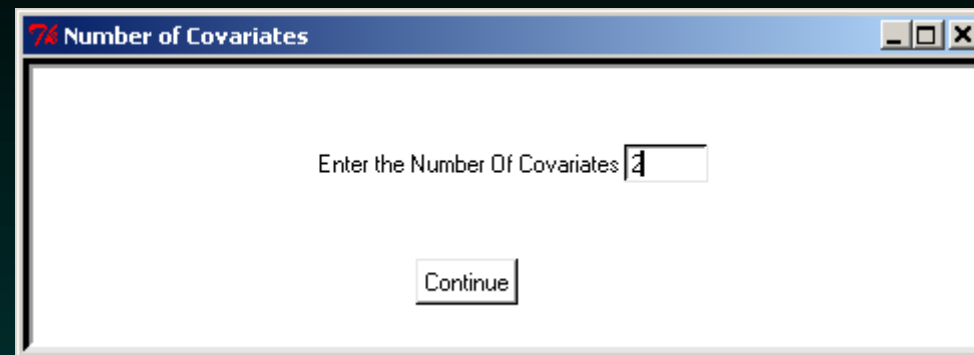 Number of Covariates
Enter the Number Of Covariates 2
Continue